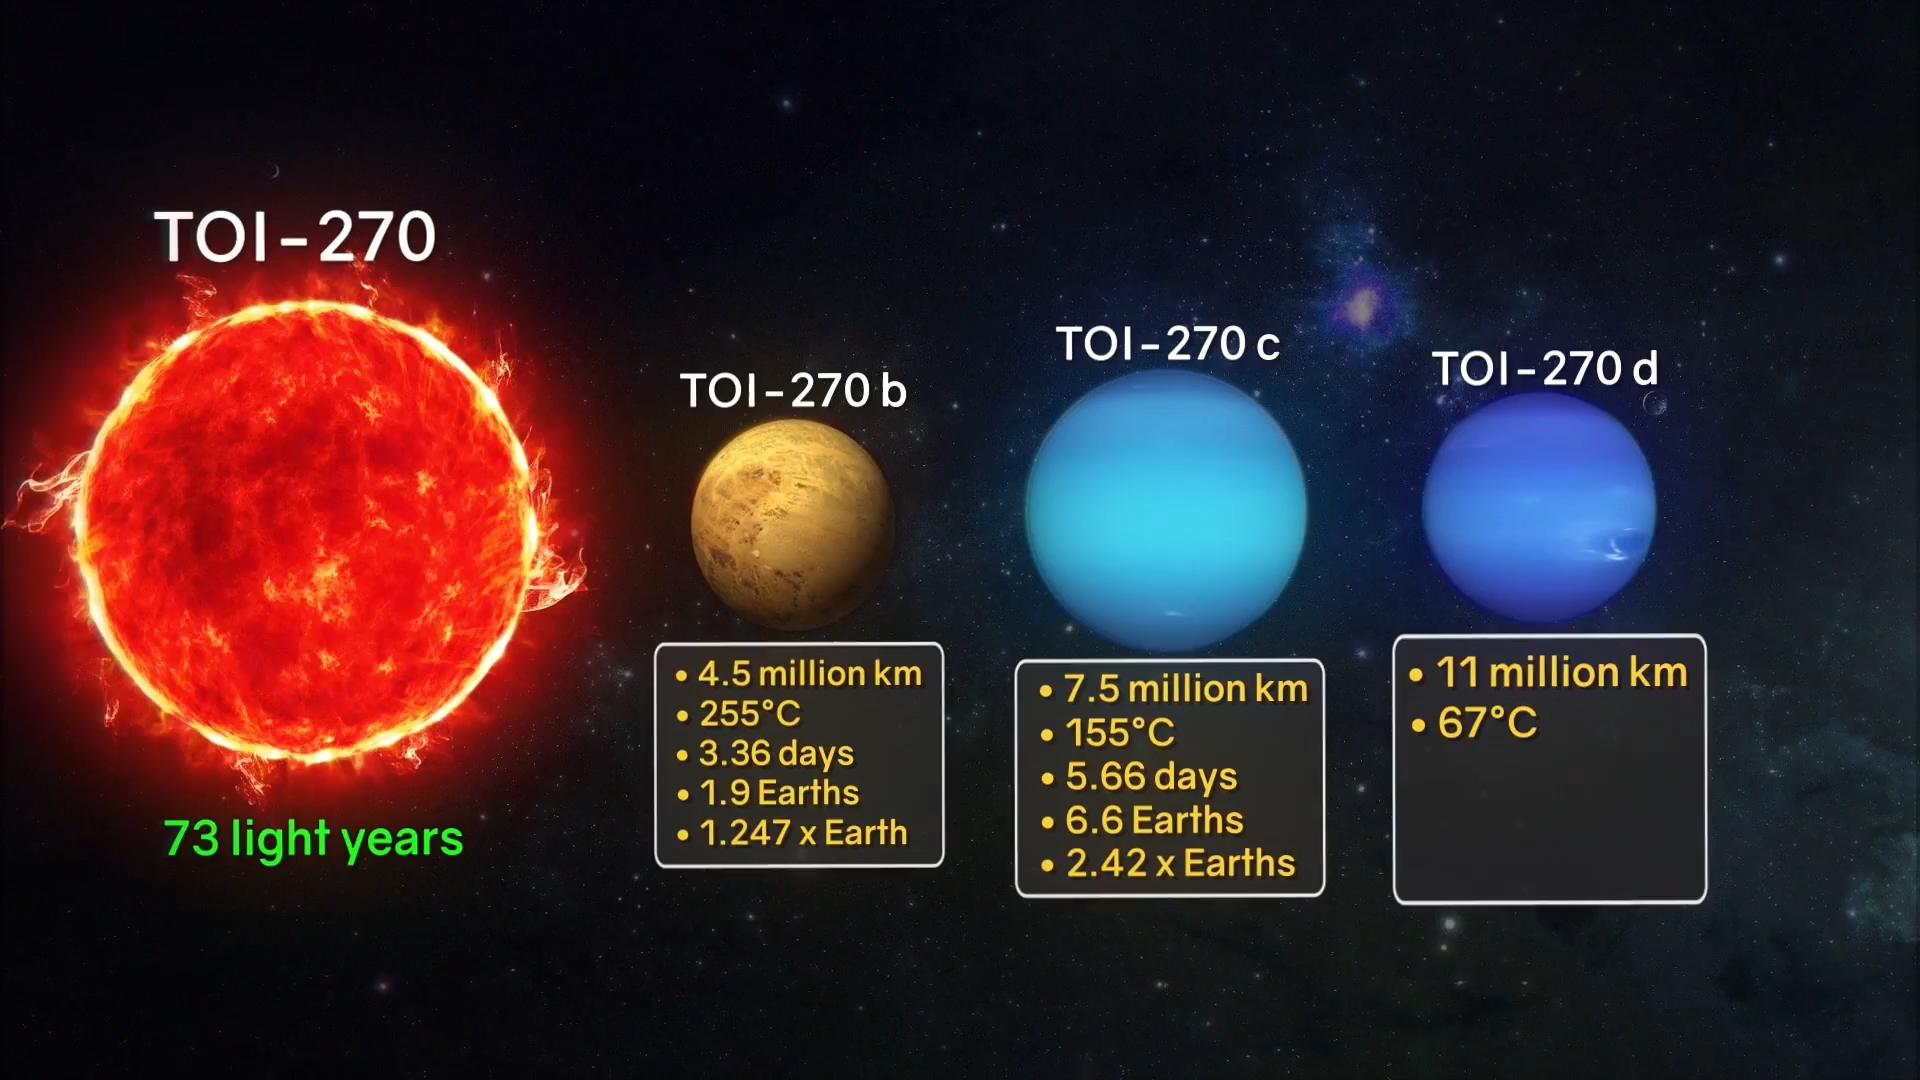 TOI-270
73 light years
TOI-270 b
• 4.5 million km
• 255°C
• 3.36 days
• 1.9 Earths
• 1.247 x Earth
TOI-270 c
• 7.5 million km
• 155°C
• 5.66 days
• 6.6 Earths
• 2.42 x Earths
TOI-270 d
• 11 million km
• 67°C